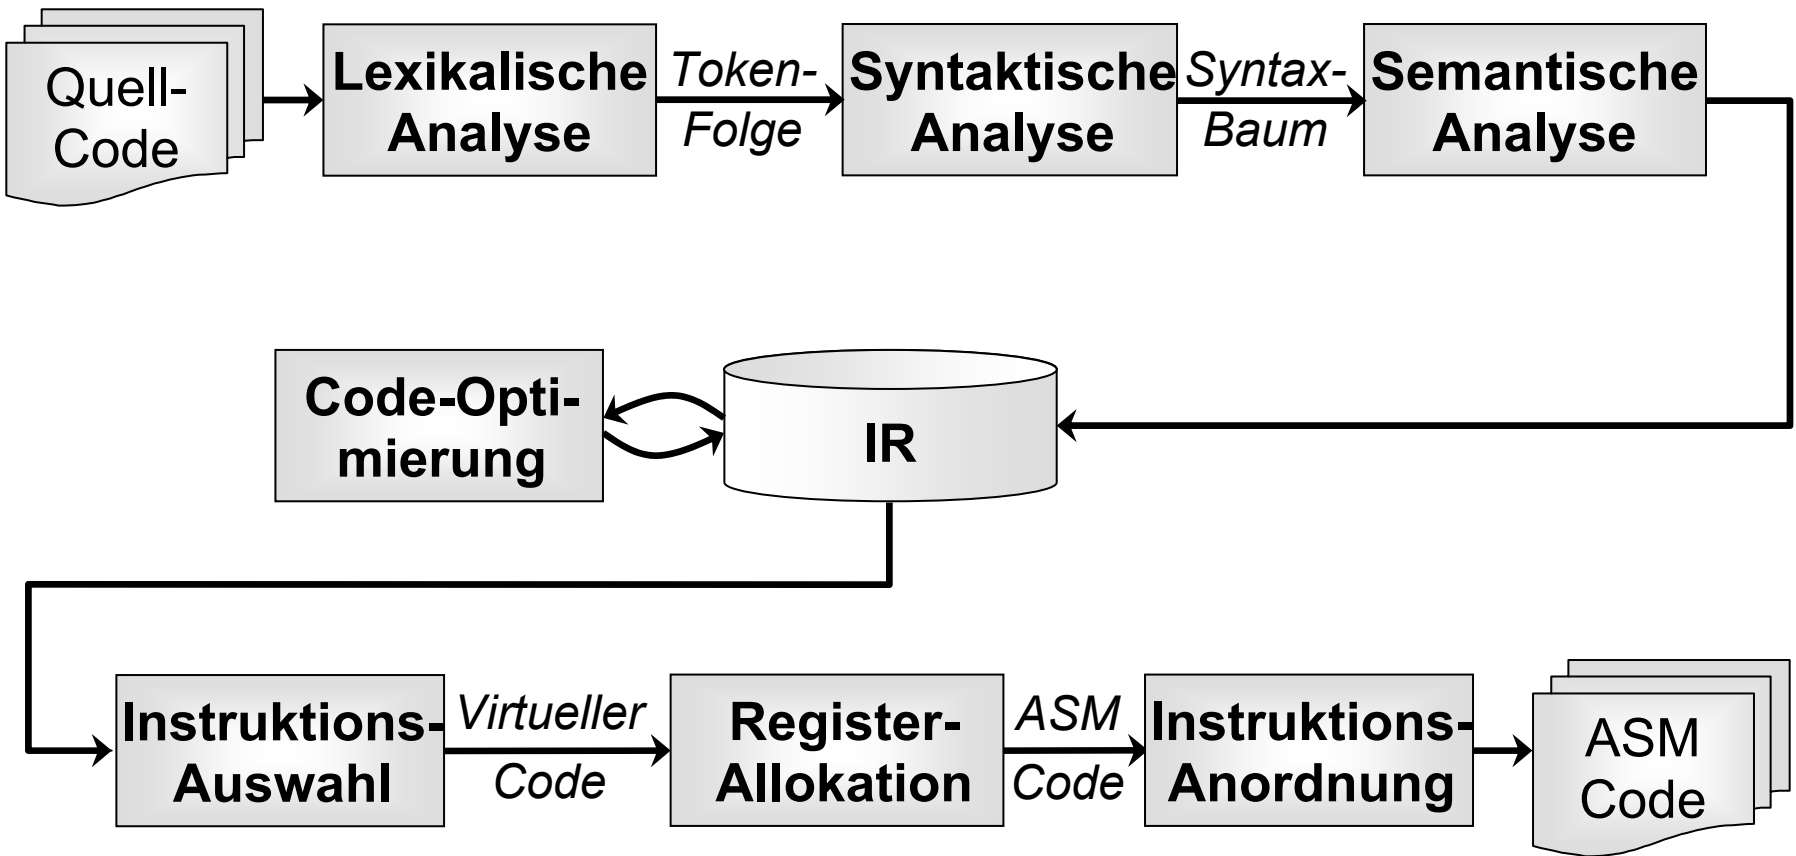 Quell-
Code
Lexikalische
Analyse
Token-
Folge
Syntaktische
Analyse
Syntax-
Baum
Semantische
Analyse
Code-Opti-
mierung
IR
Instruktions-
Auswahl
Virtueller
Code
Register-
Allokation
ASM
Code
Instruktions-
Anordnung
ASM
Code